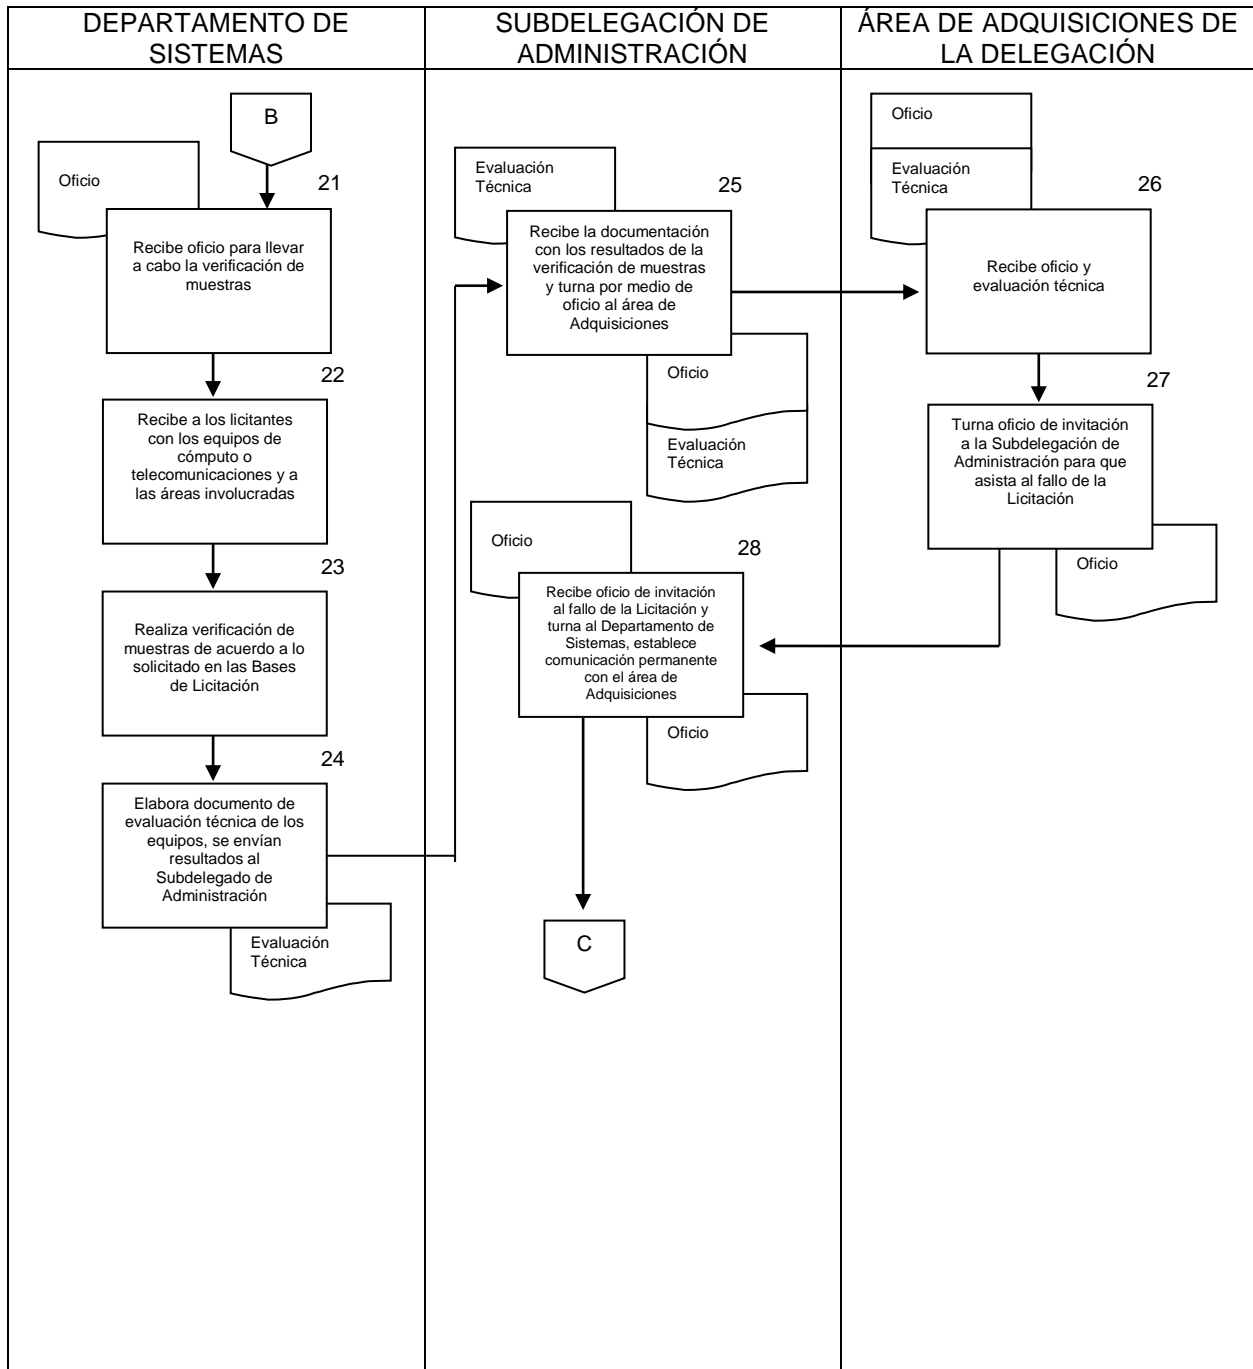 DEPARTAMENTO DE
SISTEMAS
SUBDELEGACIÓN DE
ADMINISTRACIÓN
ÁREA DE ADQUISICIONES DE
LA DELEGACIÓN
B
Oficio
21
Recibe oficio para llevar
a cabo la verificación de
muestras
22
Recibe a los licitantes
con los equipos de
cómputo o
telecomunicaciones y a
las áreas involucradas
23
Realiza verificación de
muestras de acuerdo a lo
solicitado en las Bases
de Licitación
24
Elabora documento de
evaluación técnica de los
equipos, se envían
resultados al
Subdelegado de
Administración
Evaluación
Técnica
Evaluación
Técnica
25
Recibe la documentación
con los resultados de la
verificación de muestras
y turna por medio de
oficio al área de
Adquisiciones
Oficio
Evaluación
Técnica
Oficio
Evaluación
Técnica
26
Recibe oficio y
evaluación técnica
27
Turna oficio de invitación
a la Subdelegación de
Administración para que
asista al fallo de la
Licitación
Oficio
Oficio
28
Recibe oficio de invitación
al fallo de la Licitación y
turna al Departamento de
Sistemas, establece
comunicación permanente
con el área de
Adquisiciones
Oficio
C